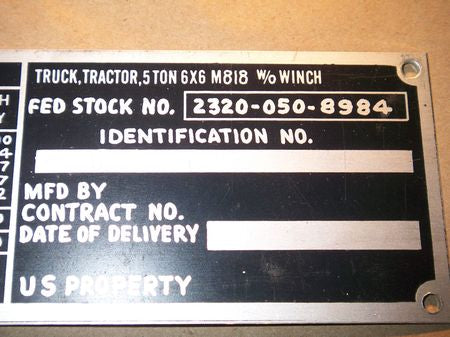 TRUCK, TRACTOR, 5 TON 6X6 M818 W/O WINCH
FED STOCK NO. 2320-050-8984
IDENTIFICATION NO.
MFD BY
CONTRACT NO.
DATE OF DELIVERY
US PROPERTY